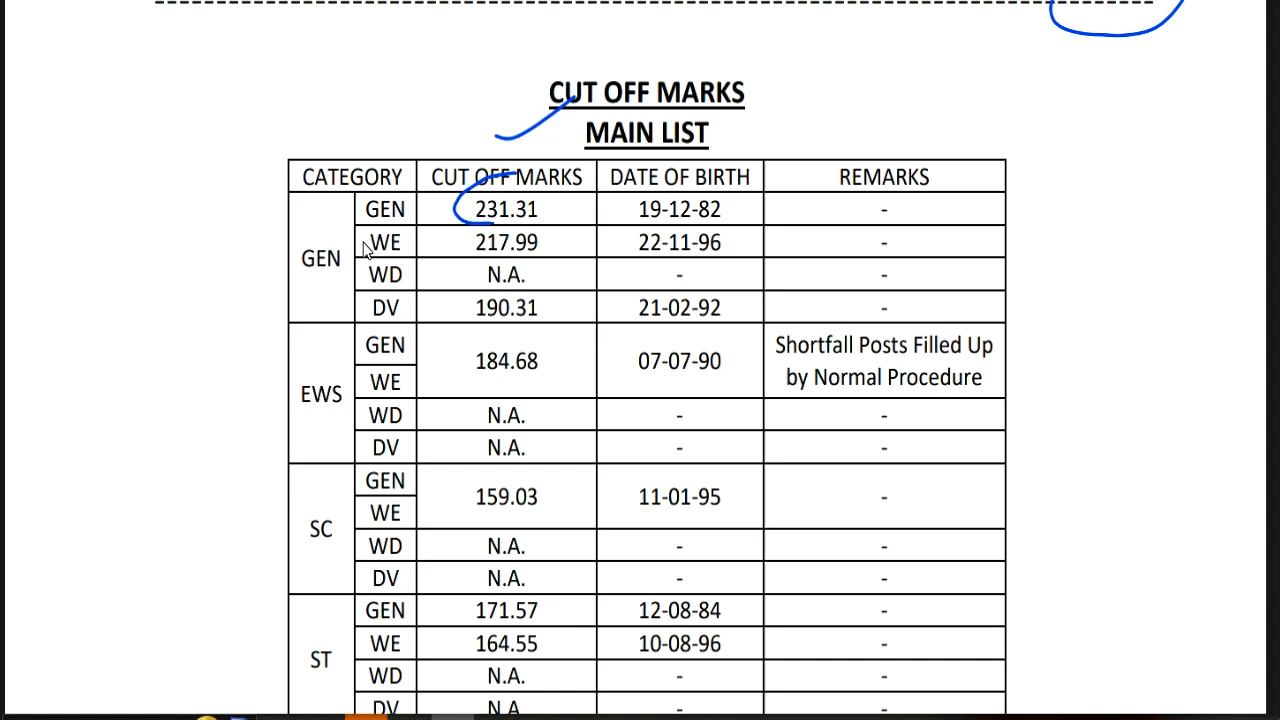 CUT OFF MARKS
MAIN LIST
CATEGORY CUT OFF MARKS DATE OF BIRTH REMARKS
GEN GEN 231.31 19-12-82 -
WE 217.99 22-11-96 -
WD N.A. - -
DV 190.31 21-02-92 -
EWS GEN 184.68 07-07-90 Shortfall Posts Filled Up
WE by Normal Procedure
WD N.A. - -
DV N.A. - -
SC GEN 159.03 11-01-95 -
WE
WD N.A. - -
DV N.A. - -
ST GEN 171.57 12-08-84 -
WE 164.55 10-08-96 -
WD N.A. - -
DV N.A. - -